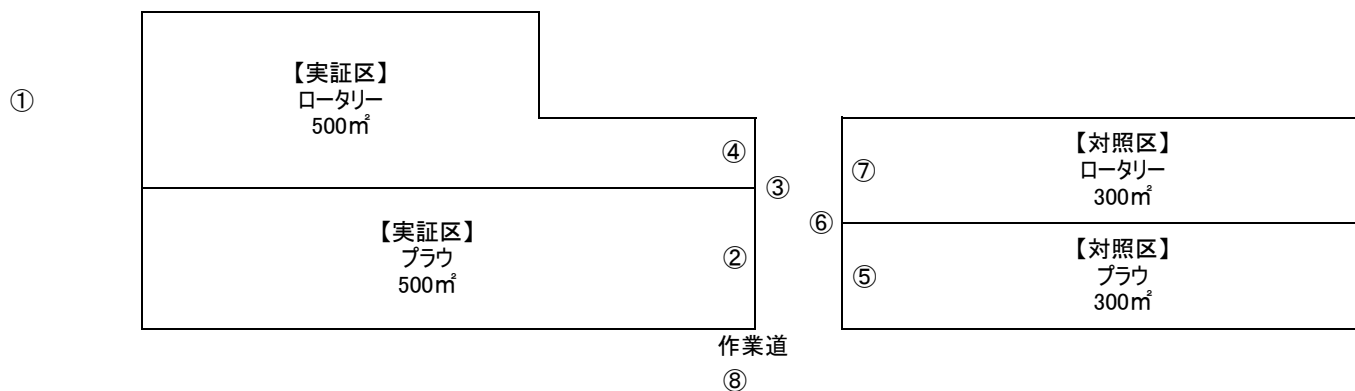 ①
【実証区】
ロータリー
500㎡
④
③
【実証区】
プラウ
500㎡
②
【対照区】
ロータリー
300㎡
⑦
⑥
【対照区】
プラウ
300㎡
⑤
作業道
⑧